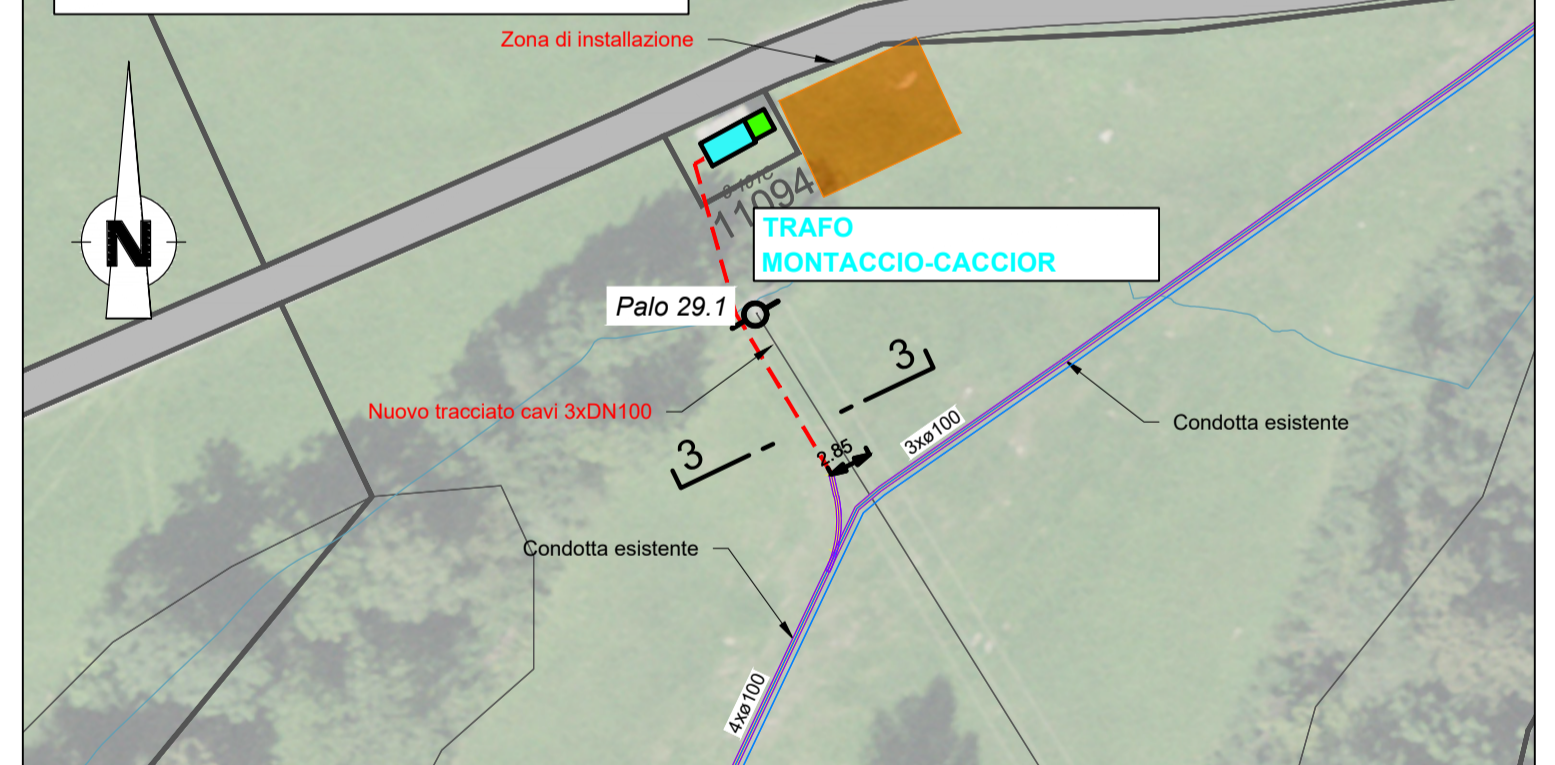 Zona di installazione
N
11094
TRAFO
MONTACCIO-CACCIOR
Palo 29.1
3
Nuovo tracciato cavi 3xDN100
3
2.85
3xø100
Condotta esistente
Condotta esistente
4xø100